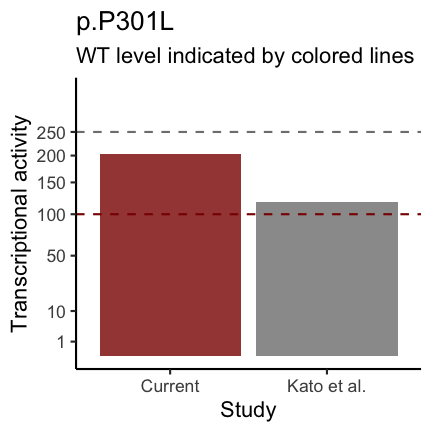 p.P301L
WT level indicated by colored lines
Transcriptional activity
250
200
150
100
50
10
1
Current
Kato et al.
Study